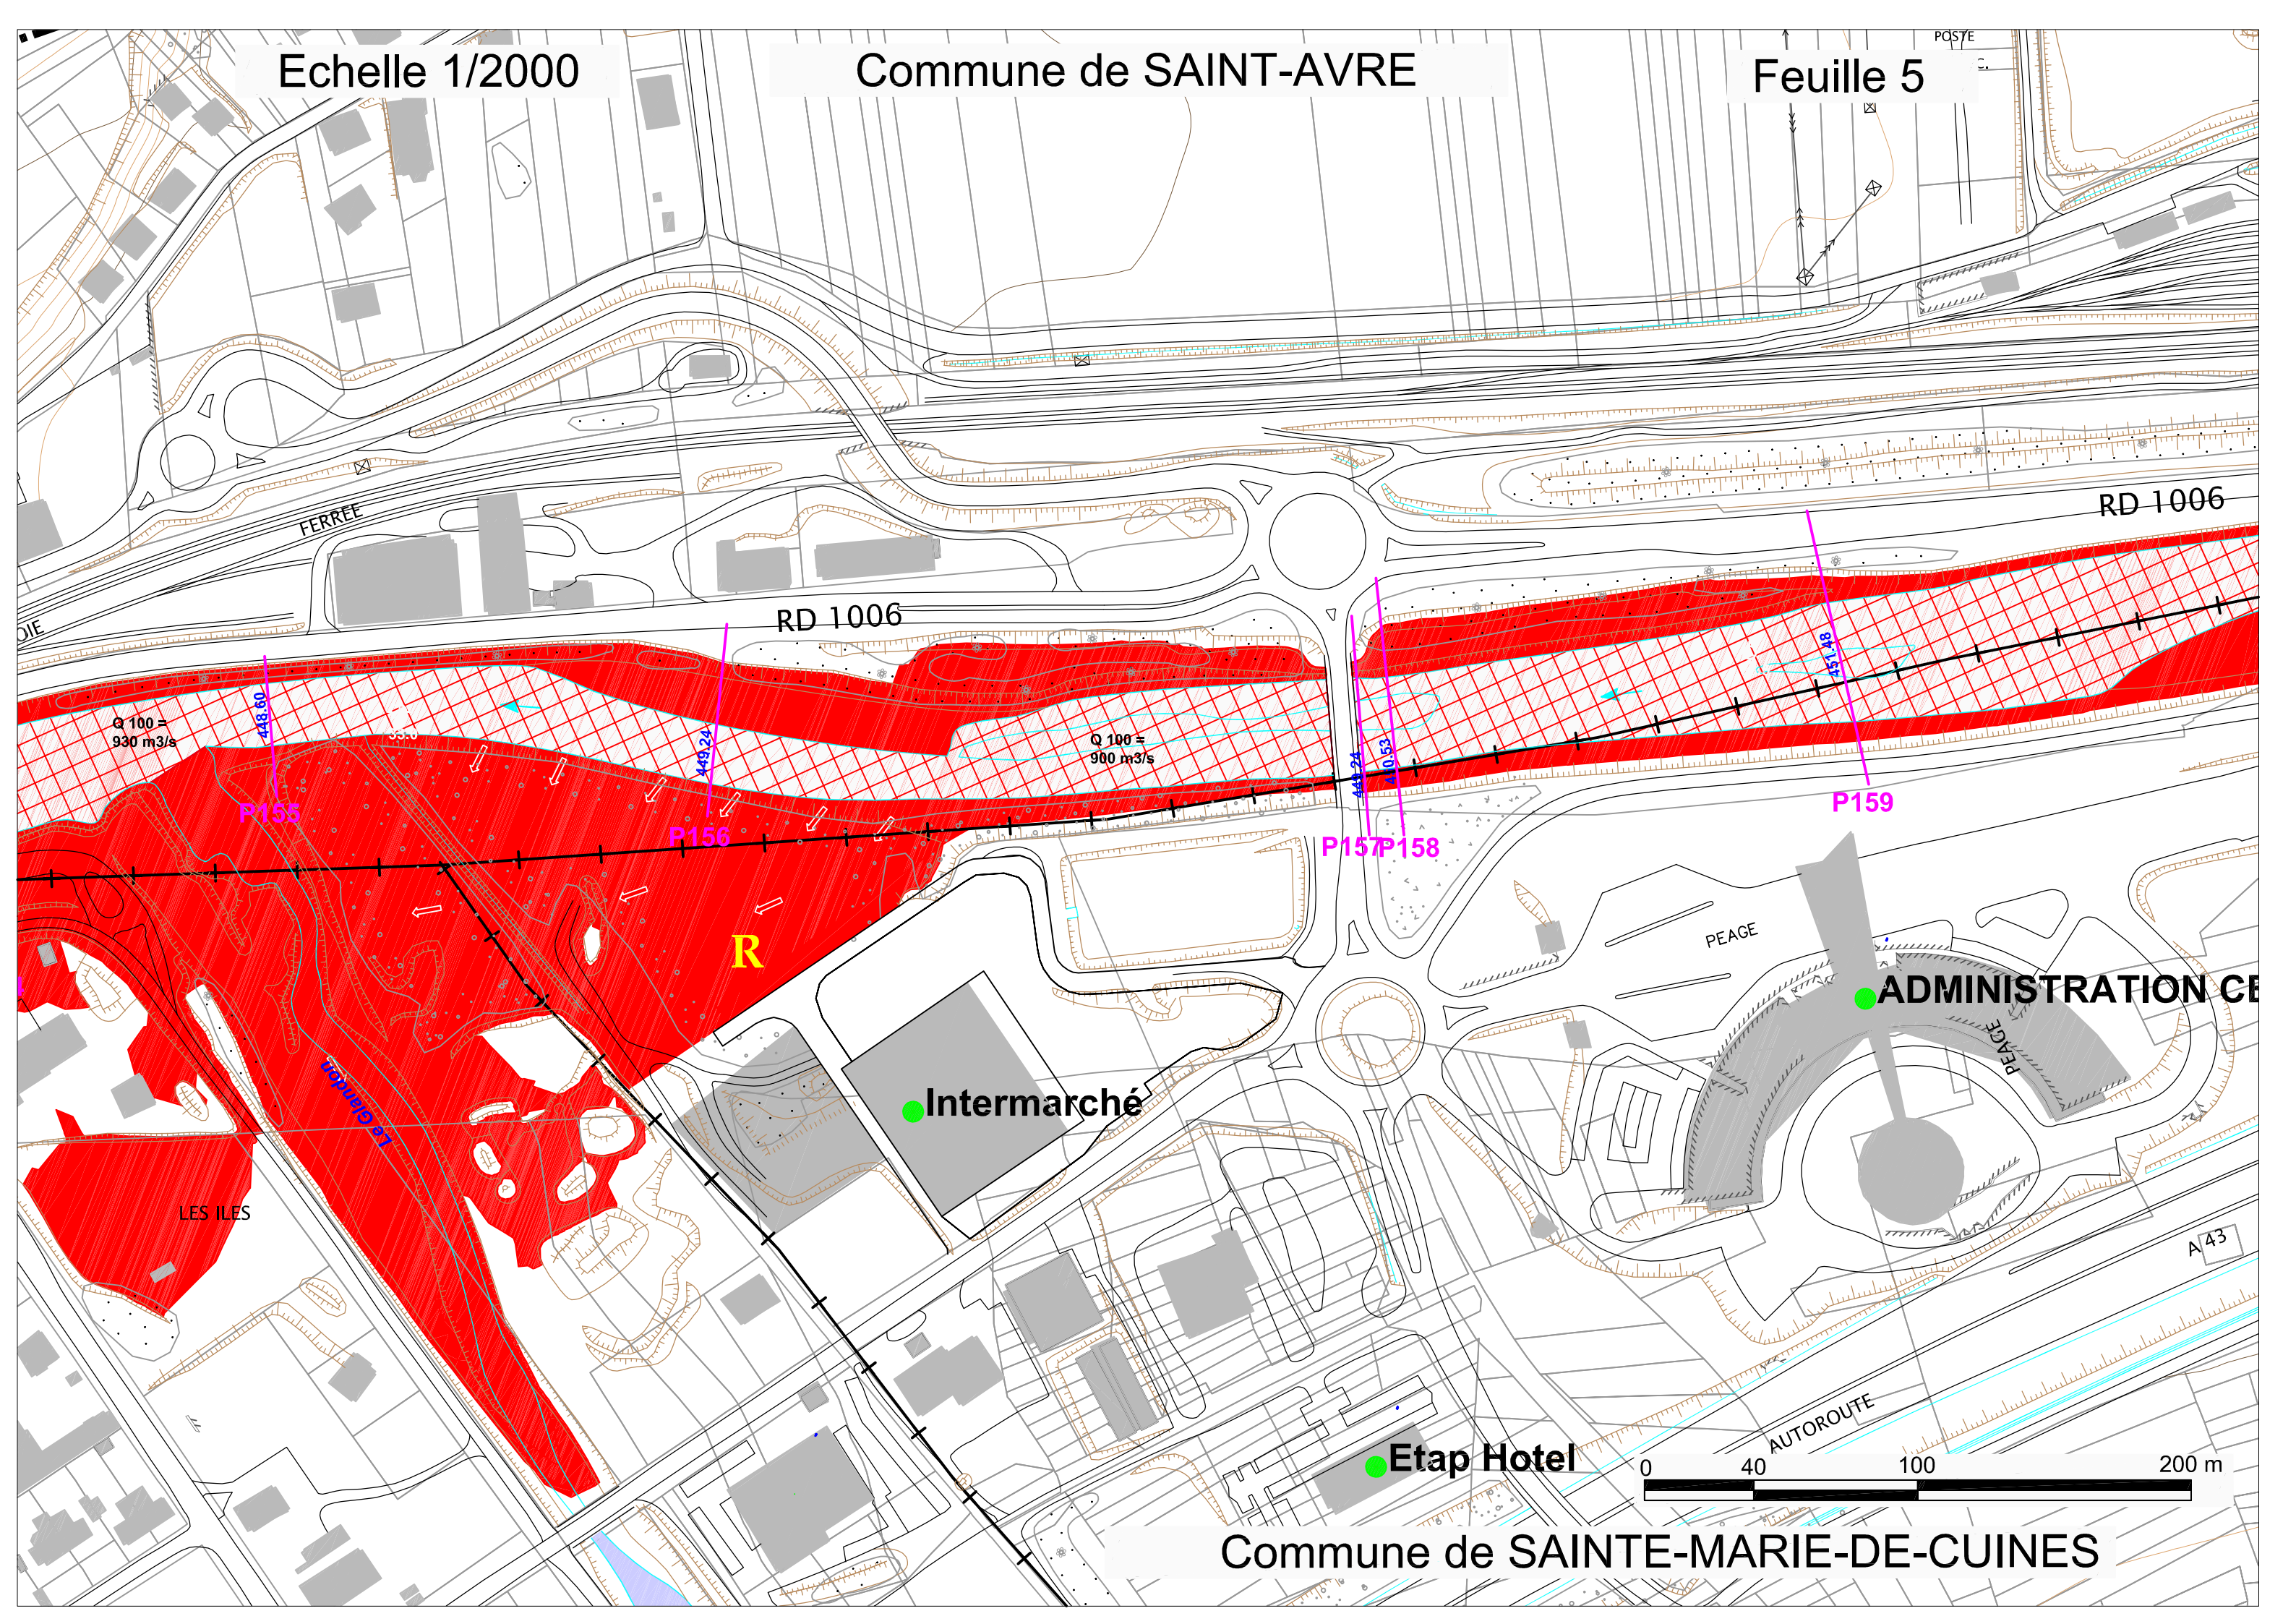 Echelle 1/2000
Commune de SAINT-AVRE
Feuille 5
POSTE
C.
FERREE
RD 1006
RD 1006
OIE
448.60
449.24
449.24
450.53
451.48
Q 100 =
930 m3/s
Q 100 =
900 m3/s
P155
P156
P157
P158
P159
R
PEAGE
ADMINISTRATION CE
PEAGE
Intermarché
Le Glandon
LES ILES
A 43
AUTOROUTE
Etap Hotel
0 40 100 200 m
Commune de SAINTE-MARIE-DE-CUINES